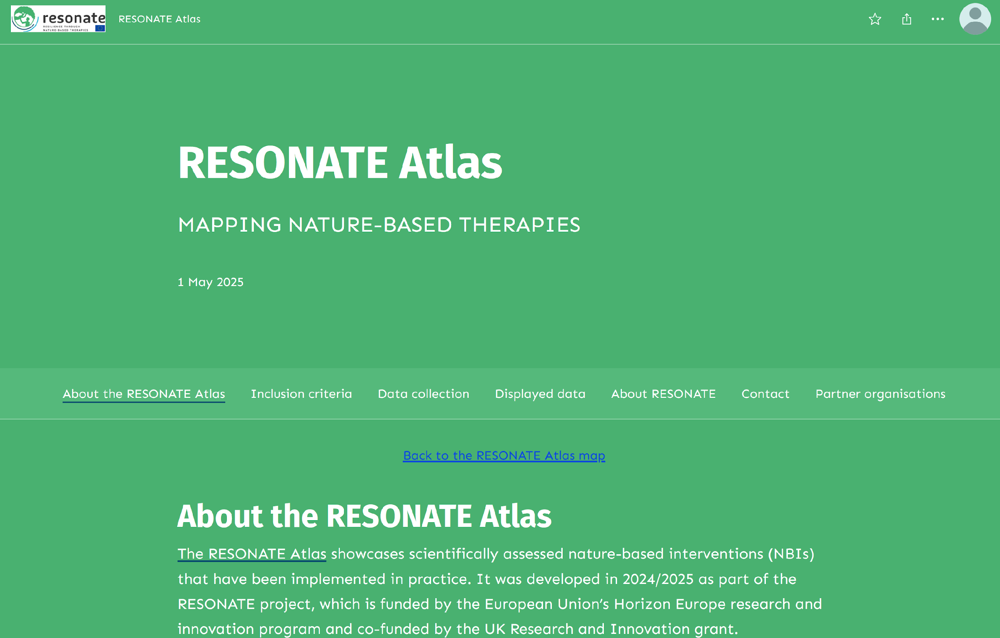 resonate
RESILIENCE THROUGH
NATURE-BASED THERAPIES
RESONATE Atlas
RESONATE Atlas
MAPPING NATURE-BASED THERAPIES
1 May 2025
About the RESONATE Atlas
Inclusion criteria
Data collection
Displayed data
About RESONATE
Contact
Partner organisations
Back to the RESONATE Atlas map
About the RESONATE Atlas
The RESONATE Atlas showcases scientifically assessed nature-based interventions (NBIs)
that have been implemented in practice. It was developed in 2024/2025 as part of the
RESONATE project, which is funded by the European Union’s Horizon Europe research and
innovation program and co-funded by the UK Research and Innovation grant.